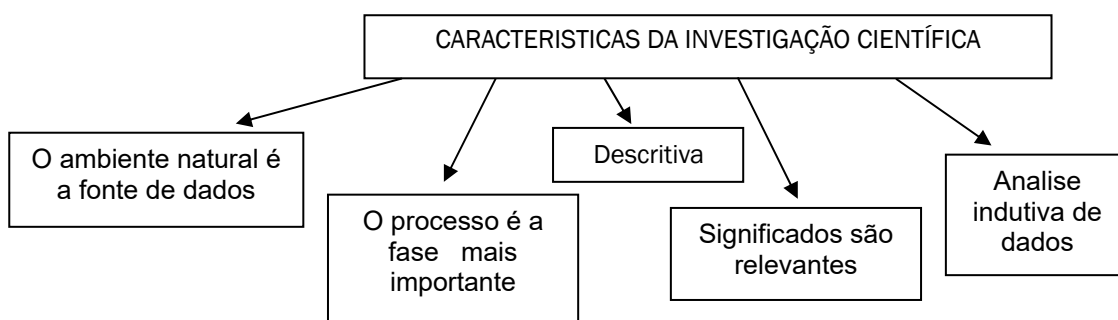 CARACTERISTICAS DA INVESTIGAÇÃO CIENTÍFICA
O ambiente natural é
a fonte de dados
O processo é a
fase mais
importante
Descritiva
Significados são
relevantes
Analise
indutiva de
dados